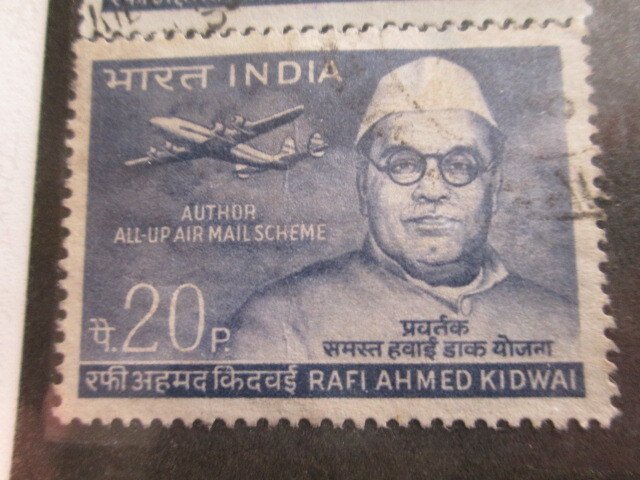 भारत INDIA
AUTHOR
ALL-UP AIR MAIL SCHEME
पै. 20 P.
प्रवर्तक
समस्त हवाई डाक योजना
रफी अहमद किदवई RAFI AHMED KIDWAI